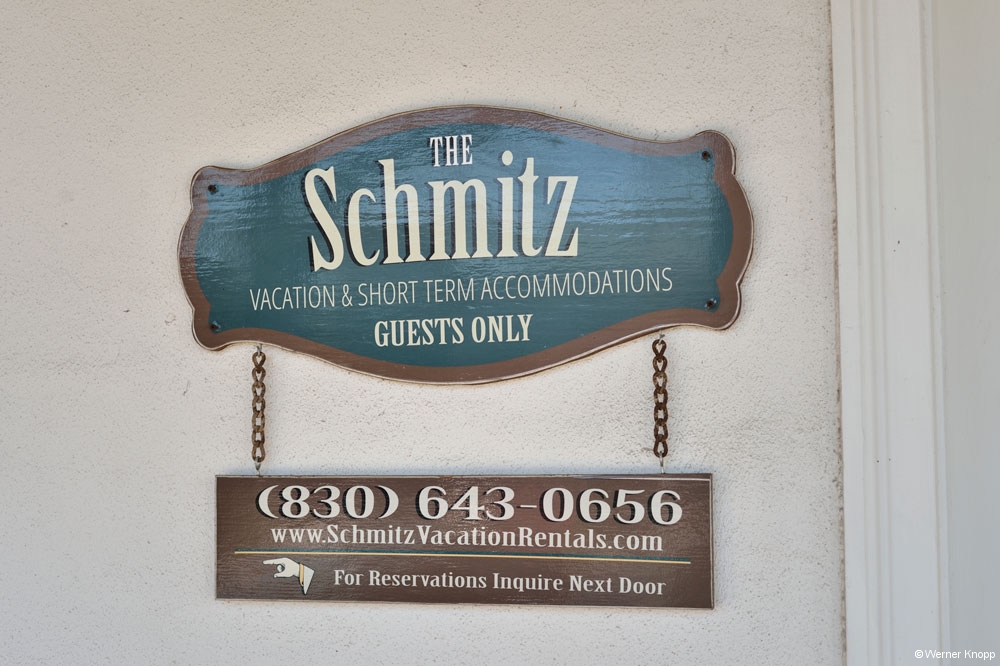 THE
Schmitz
VACATION & SHORT TERM ACCOMMODATIONS
GUESTS ONLY
(830) 643-0656
www.SchmitzVacationRentals.com
For Reservations Inquire Next Door
© Werner Knopp